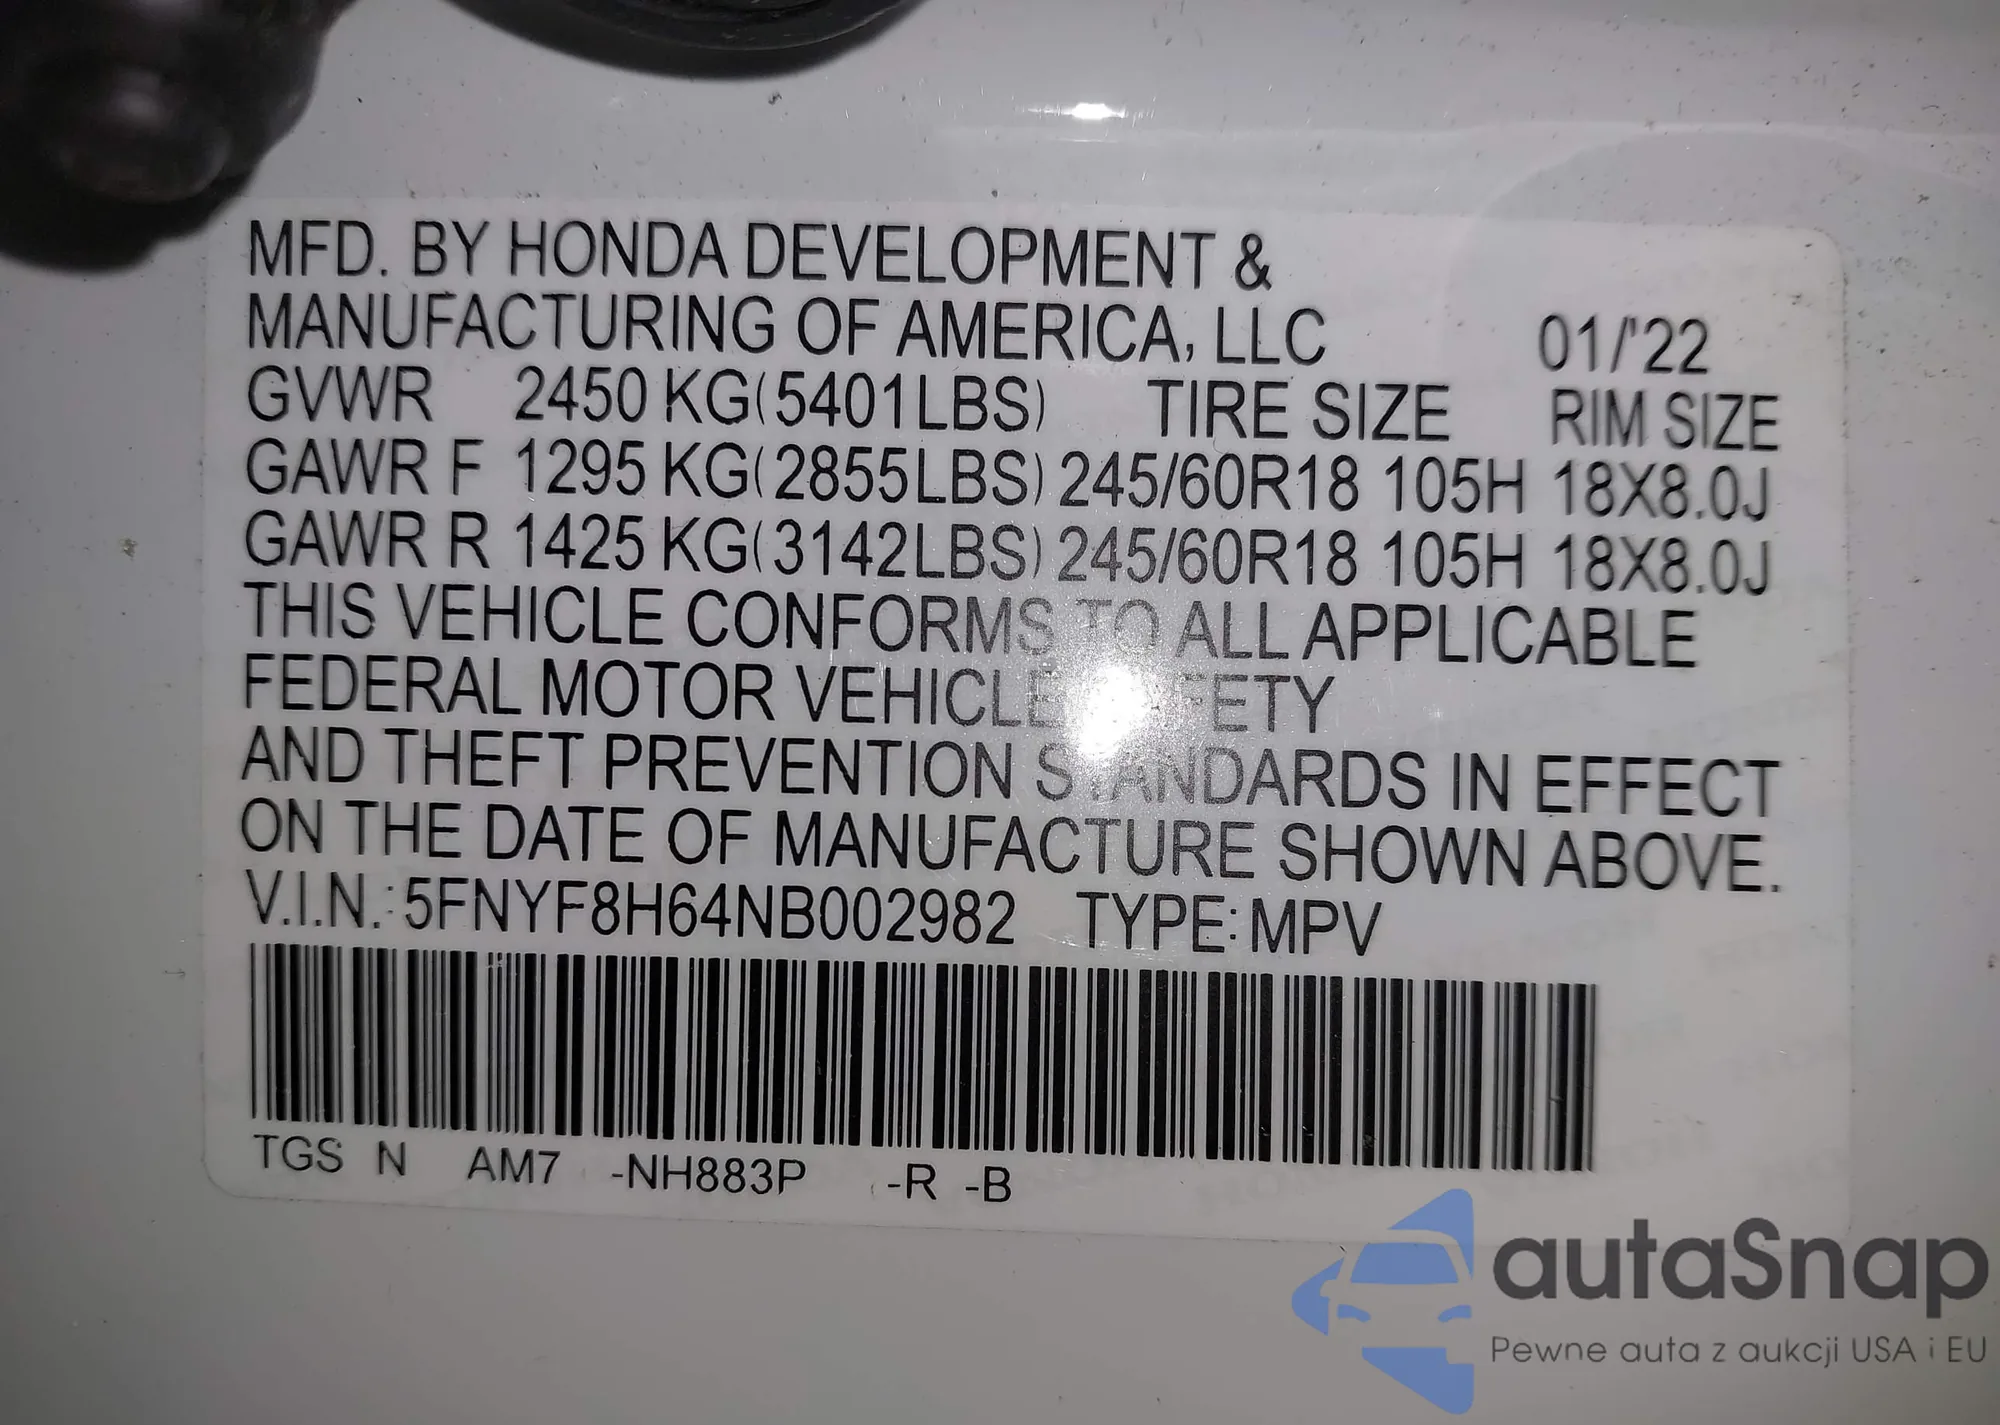 MFD. BY HONDA DEVELOPMENT &
MANUFACTURING OF AMERICA, LLC 01/'22
GVWR 2450 KG(5401LBS) TIRE SIZE RIM SIZE
GAWR F 1295 KG(2855LBS) 245/60R18 105H 18X8.0J
GAWR R 1425 KG(3142LBS) 245/60R18 105H 18X8.0J
THIS VEHICLE CONFORMS TO ALL APPLICABLE
FEDERAL MOTOR VEHICLE SAFETY
AND THEFT PREVENTION STANDARDS IN EFFECT
ON THE DATE OF MANUFACTURE SHOWN ABOVE.
V.I.N.: 5FNYF8H64NB002982 TYPE: MPV
TGS N AM7 -NH883P -R -B
autaSnap
Pewne auta z aukcji USA i EU